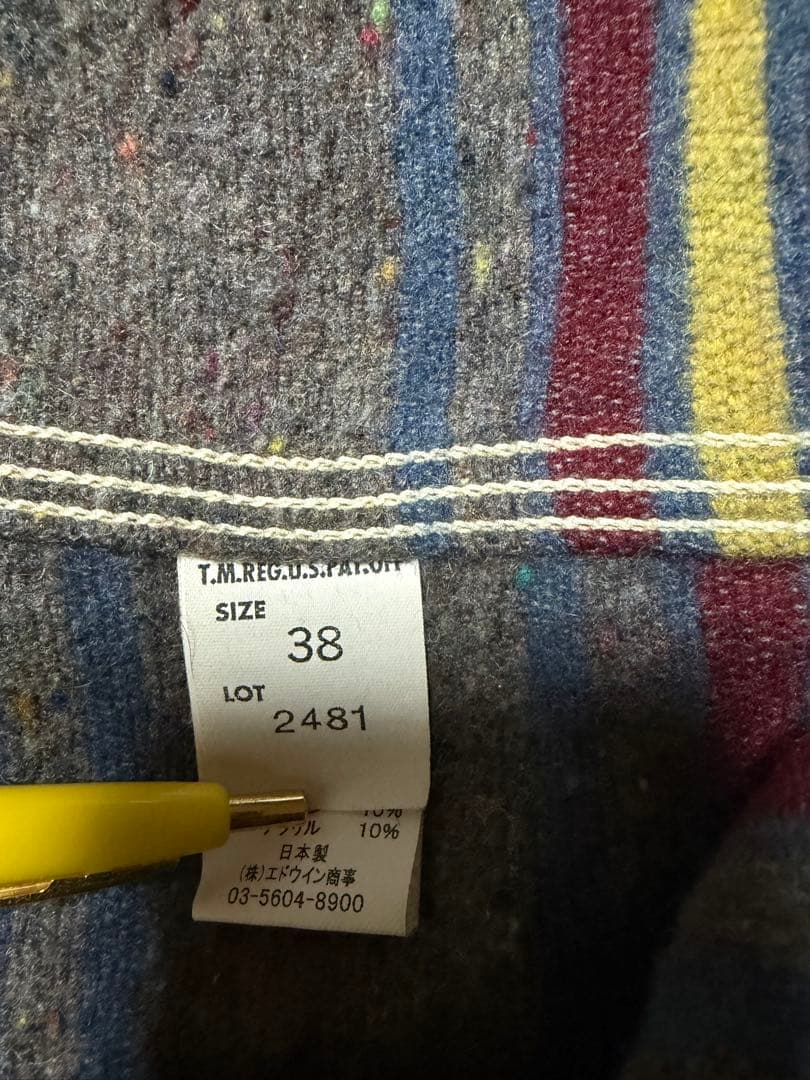 T.M.REG.U.S.PAT.OFF
SIZE
38
LOT
2481
10%
アクリル 10%
日本製
(株)エドウイン商事
03-5604-8900